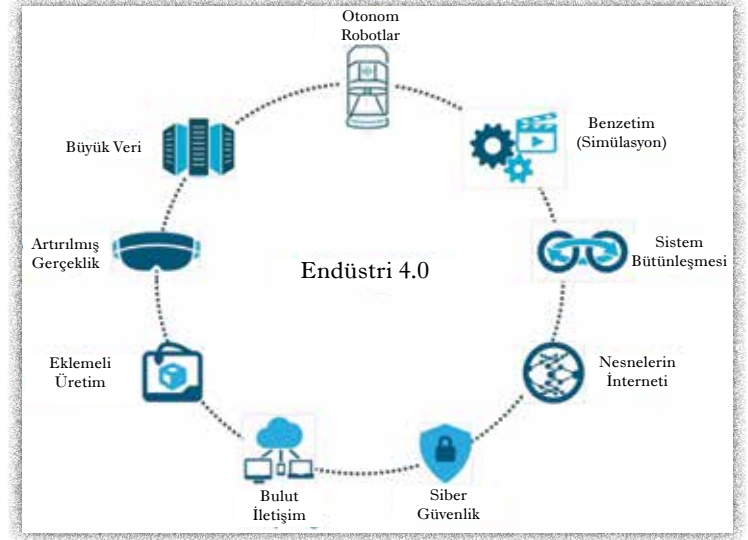 Otonom
Robotlar
Benzetim
(Simülasyon)
Sistem
Bütünleşmesi
Nesnelerin
İnterneti
Siber
Güvenlik
Bulut
İletişim
Eklemeli
Üretim
Artırılmış
Gerçeklik
Büyük Veri
Endüstri 4.0